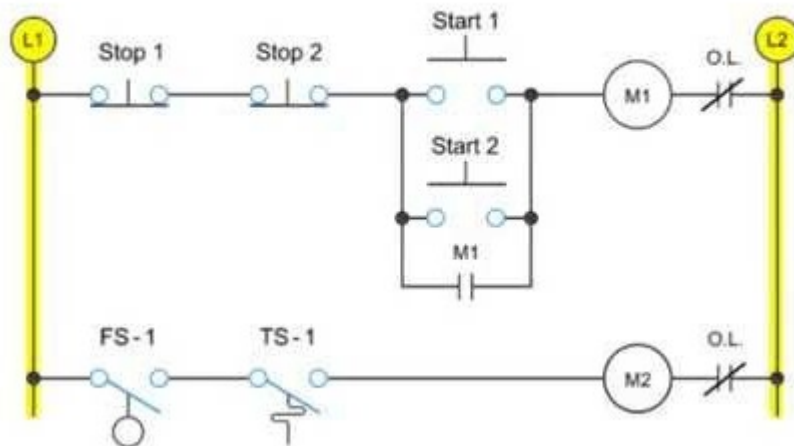 L1
L2
Stop 1
Stop 2
Start 1
O.L.
M1
Start 2
M1
FS - 1
TS - 1
O.L.
M2